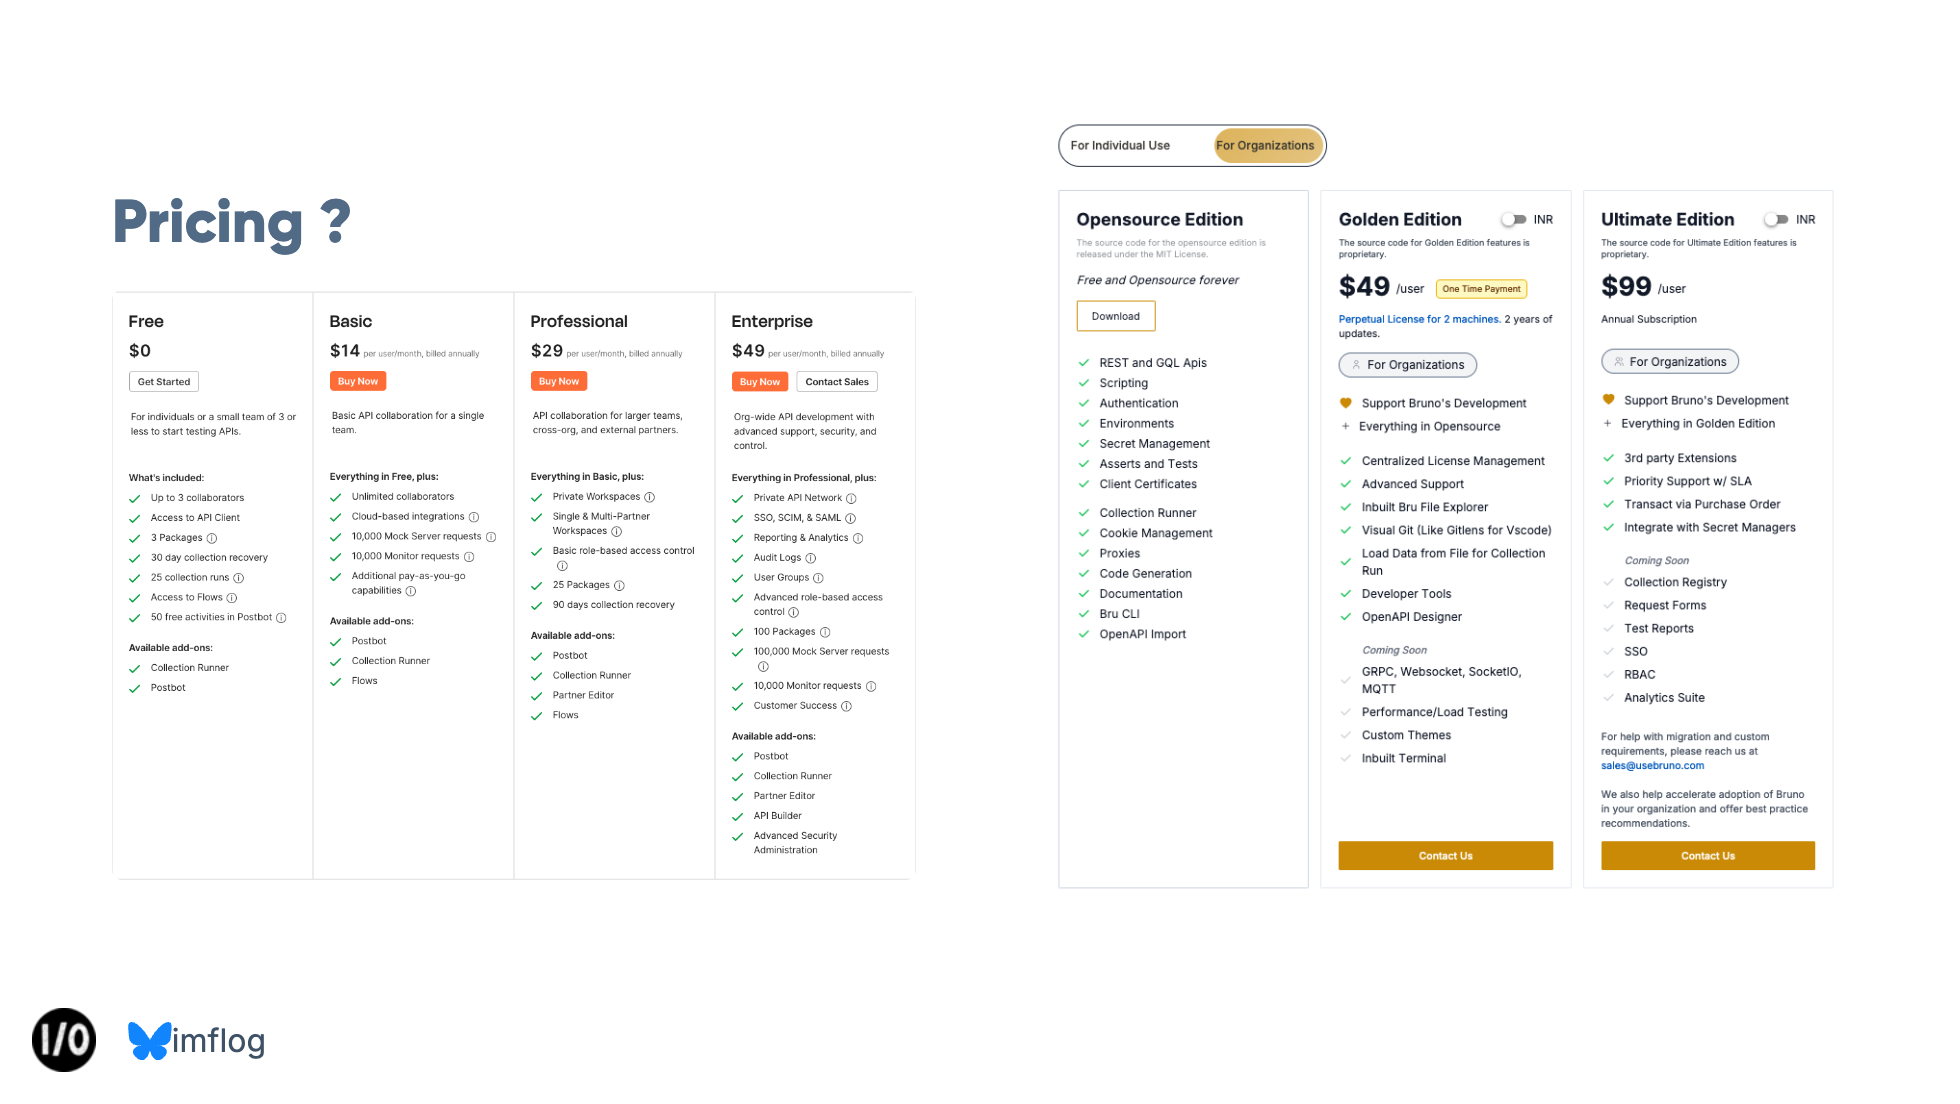 Pricing ?
Free
$0
Get Started
For individuals or a small team of 3 or
less to start testing APIs.
What's included:
Up to 3 collaborators
Access to API Client
3 Packages
30 day collection recovery
25 collection runs
Access to Flows
50 free activities in Postbot
Available add-ons:
Collection Runner
Postbot
Basic
$14 per user/month, billed annually
Buy Now
Basic API collaboration for a single
team.
Everything in Free, plus:
Unlimited collaborators
Cloud-based integrations
10,000 Mock Server requests
10,000 Monitor requests
Additional pay-as-you-go
capabilities
Available add-ons:
Postbot
Collection Runner
Flows
Professional
$29 per user/month, billed annually
Buy Now
API collaboration for larger teams,
cross-org, and external partners.
Everything in Basic, plus:
Private Workspaces
Single & Multi-Partner
Workspaces
Basic role-based access control
25 Packages
90 days collection recovery
Available add-ons:
Postbot
Collection Runner
Partner Editor
Flows
Enterprise
$49 per user/month, billed annually
Buy Now
Contact Sales
Org-wide API development with
advanced support, security, and
control.
Everything in Professional, plus:
Private API Network
SSO, SCIM, & SAML
Reporting & Analytics
Audit Logs
User Groups
Advanced role-based access
control
100 Packages
100,000 Mock Server requests
10,000 Monitor requests
Customer Success
Available add-ons:
Postbot
Collection Runner
Partner Editor
API Builder
Advanced Security
Administration
For Individual Use
For Organizations
Opensource Edition
The source code for the opensource edition is
released under the MIT License.
Free and Opensource forever
Download
REST and GQL Apis
Scripting
Authentication
Environments
Secret Management
Asserts and Tests
Client Certificates
Collection Runner
Cookie Management
Proxies
Code Generation
Documentation
Bru CLI
OpenAPI Import
Golden Edition
INR
The source code for Golden Edition features is
proprietary.
$49 /user
One Time Payment
Perpetual License for 2 machines. 2 years of
updates.
For Organizations
Support Bruno's Development
+ Everything in Opensource
Centralized License Management
Advanced Support
Inbuilt Bru File Explorer
Visual Git (Like Gitlens for Vscode)
Load Data from File for Collection
Run
Developer Tools
OpenAPI Designer
Coming Soon
GRPC, Websocket, SocketIO,
MQTT
Performance/Load Testing
Custom Themes
Inbuilt Terminal
Contact Us
Ultimate Edition
INR
The source code for Ultimate Edition features is
proprietary.
$99 /user
Annual Subscription
For Organizations
Support Bruno's Development
+ Everything in Golden Edition
3rd party Extensions
Priority Support w/ SLA
Transact via Purchase Order
Integrate with Secret Managers
Coming Soon
Collection Registry
Request Forms
Test Reports
SSO
RBAC
Analytics Suite
For help with migration and custom
requirements, please reach us at
sales@usebruno.com
We also help accelerate adoption of Bruno
in your organization and offer best practice
recommendations.
Contact Us
I/O
imflog